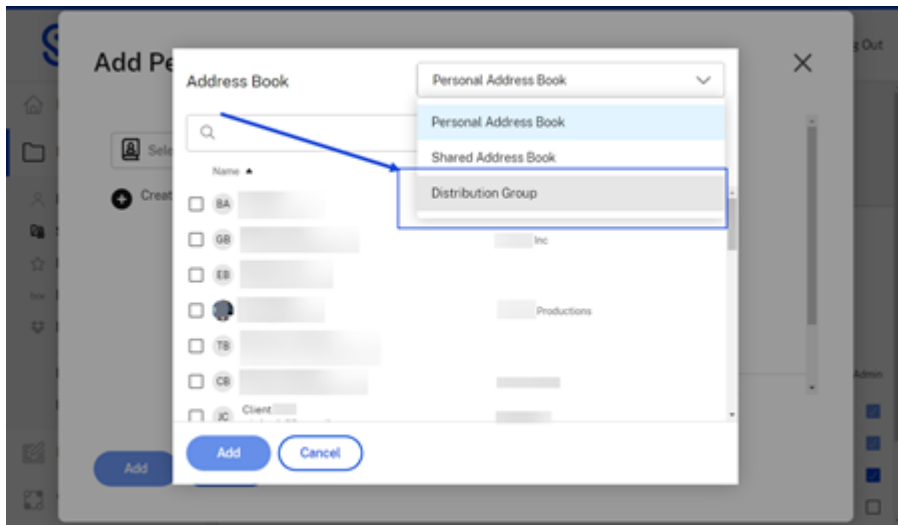 g Out
Add Pe
Address Book
Personal Address Book
Personal Address Book
Shared Address Book
Distribution Group
Sele
Name
Creat
BA
GB
Inc
EB
Productions
TB
CB
JC
Client
Admin
Add
Cancel
Add